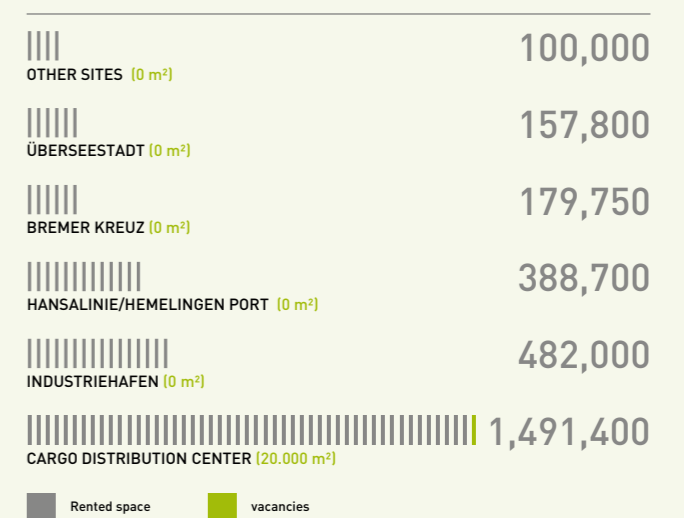 100,000
OTHER SITES (0 m²)
157,800
ÜBERSEESTADT (0 m²)
179,750
BREMER KREUZ (0 m²)
388,700
HANSALINIE/HEMELINGEN PORT (0 m²)
482,000
INDUSTRIEHAFEN (0 m²)
1,491,400
CARGO DISTRIBUTION CENTER (20.000 m²)
Rented space vacancies